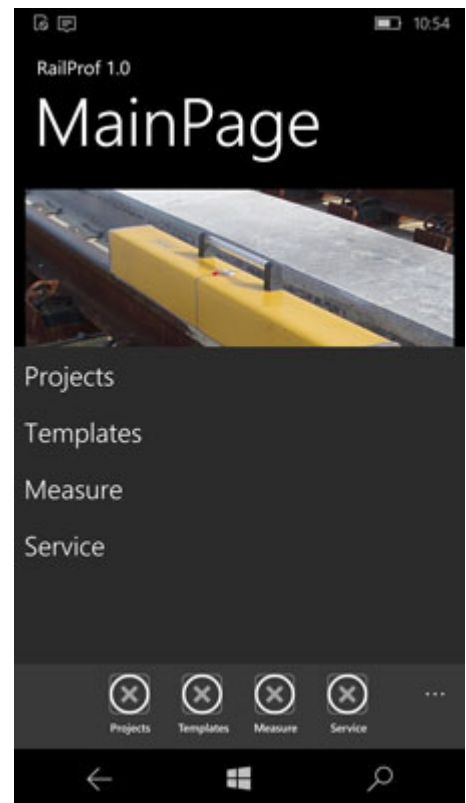 10:54
RailProf 1.0
MainPage
Projects
Templates
Measure
Service
Projects Templates Measure Service